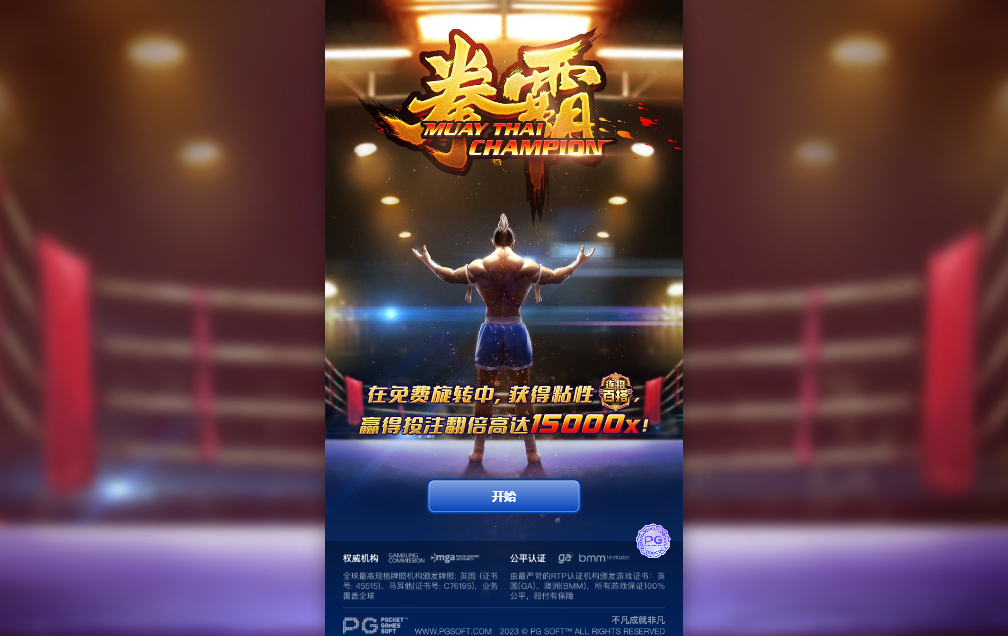 拳霸
MUAY THAI
CHAMPION
在免费旋转中, 获得粘性 连招百搭,
赢得投注翻倍高达15000x!
开始
权威机构 GAMBLING COMMISSION mga
全球最高规格牌照机构颁发牌照: 英国 (证书
号: 45515)、马耳他(证书号: C76195), 业务
覆盖全球
公平认证 ga bmm testlabs
由最严苛的RTP认证机构颁发游戏证书: 英
国(GA)、澳洲(BMM), 所有游戏保证100%
公平, 赔付有保障
PG
PG POCKET GAMES SOFT™
不凡成就非凡
WWW.PGSOFT.COM 2023 © PG SOFT™ ALL RIGHTS RESERVED